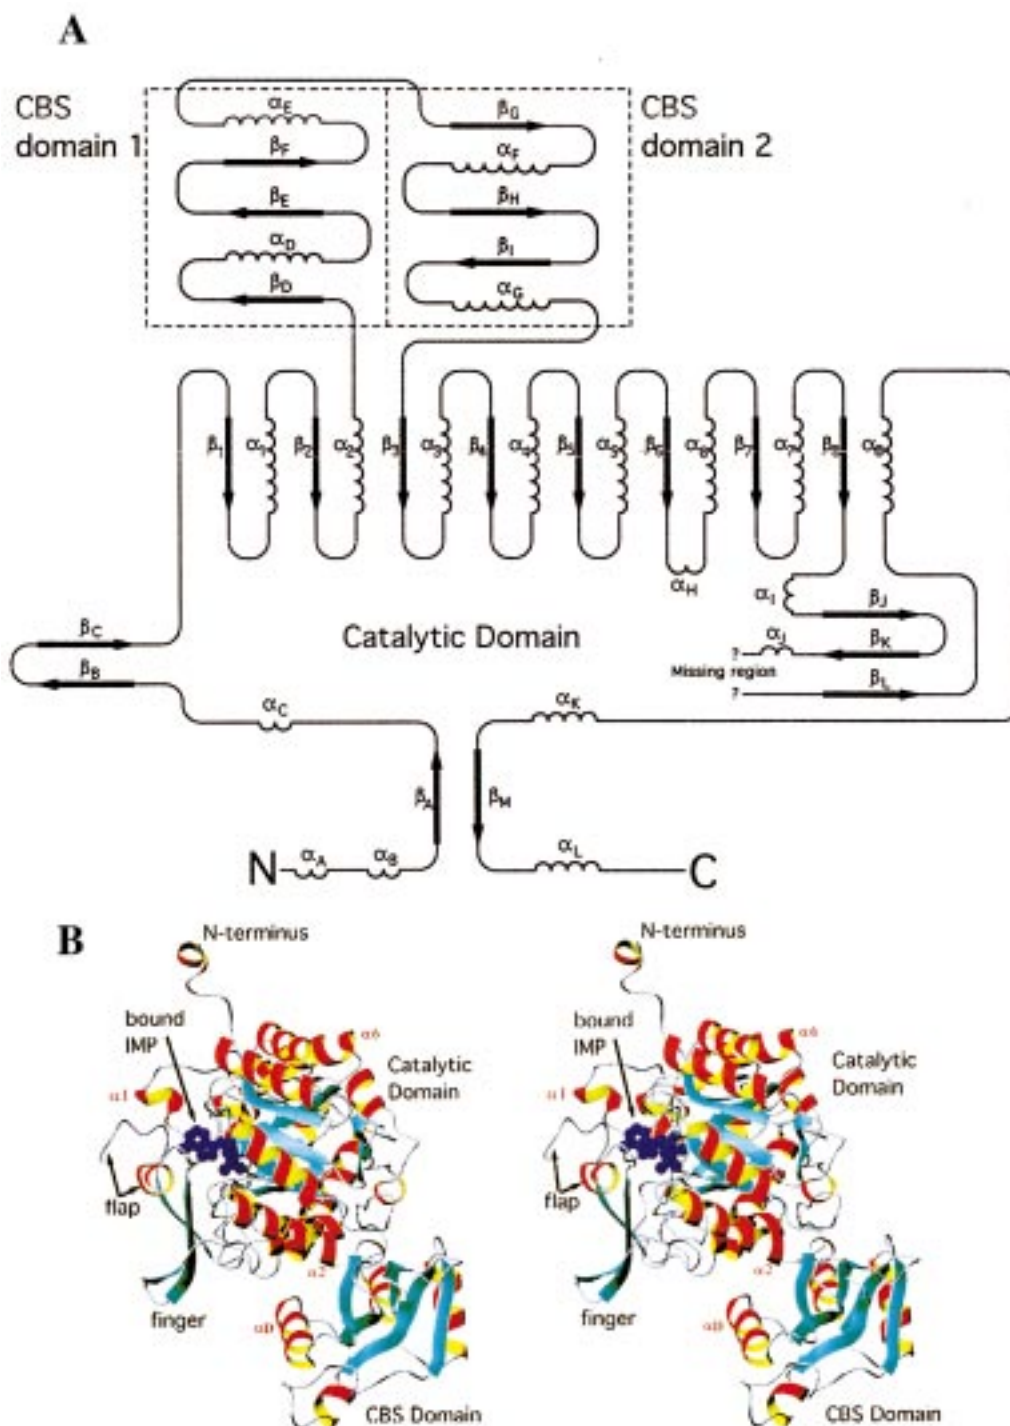 A
CBS
domain 1
CBS
domain 2
αE
βF
βE
αD
βD
βG
αF
βH
βI
αG
β1
α1
β2
α2
β3
α3
β4
α4
β5
α5
β6
α6
β7
α7
β8
α8
αH
αI
βJ
αJ
βK
?
Missing region
?
βL
βC
βB
Catalytic Domain
αC
αK
βA
βM
N
αA
αB
αL
C
B
N-terminus
bound
IMP
α6
Catalytic
Domain
α1
flap
finger
α2
αD
CBS Domain
N-terminus
bound
IMP
α6
Catalytic
Domain
α1
flap
finger
α2
αD
CBS Domain